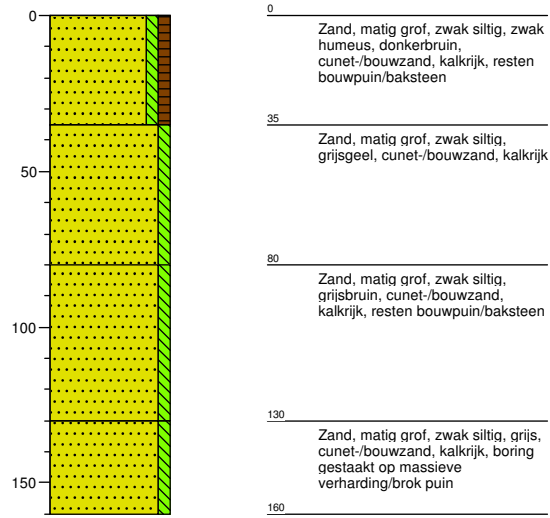 0
50
100
150
0
Zand, matig grof, zwak siltig, zwak
humeus, donkerbruin,
cunet-/bouwzand, kalkrijk, resten
bouwpuin/baksteen
35
Zand, matig grof, zwak siltig,
grijsgeel, cunet-/bouwzand, kalkrijk
80
Zand, matig grof, zwak siltig,
grijsbruin, cunet-/bouwzand,
kalkrijk, resten bouwpuin/baksteen
130
Zand, matig grof, zwak siltig, grijs,
cunet-/bouwzand, kalkrijk, boring
gestaakt op massieve
verharding/brok puin
160